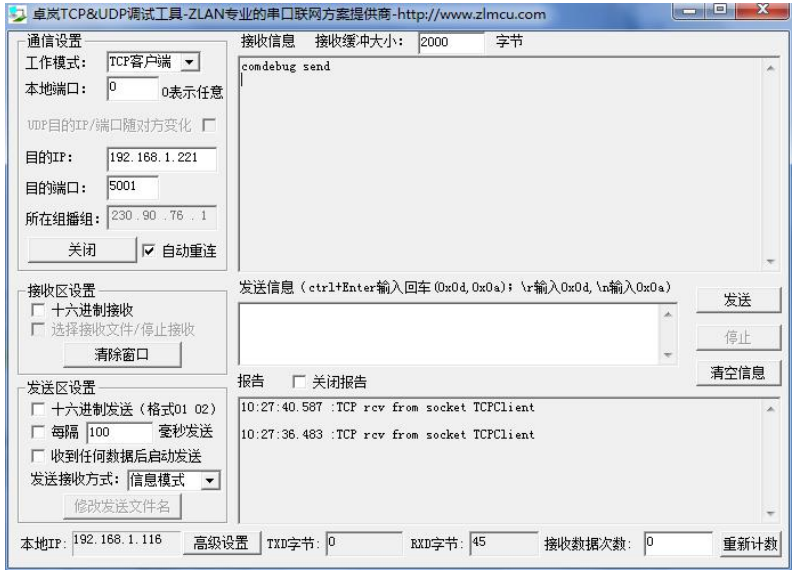 卓岚TCP&UDP调试工具-ZLAN专业的串口联网方案提供商-http://www.zlmcu.com
通信设置
工作模式: TCP客户端
本地端口: 0 0表示任意
UDP目的IP/端口随对方变化
目的IP: 192.168.1.221
目的端口: 5001
所在组播组: 230 .90 .76 . 1
关闭 自动重连
接收区设置
十六进制接收
选择接收文件/停止接收
清除窗口
发送区设置
十六进制发送(格式01 02)
每隔 100 毫秒发送
收到任何数据后启动发送
发送接收方式: 信息模式
修改发送文件名
接收信息 接收缓冲大小: 2000 字节
comdebug send
发送信息(ctrl+Enter输入回车(0x0d,0x0a); \r输入0x0d,\n输入0x0a)
发送
停止
清空信息
报告 关闭报告
10:27:40.587 :TCP rcv from socket TCPClient
10:27:36.483 :TCP rcv from socket TCPClient
本地IP: 192.168.1.116 高级设置 TXD字节: 0 RXD字节: 45 接收数据次数: 0 重新计数